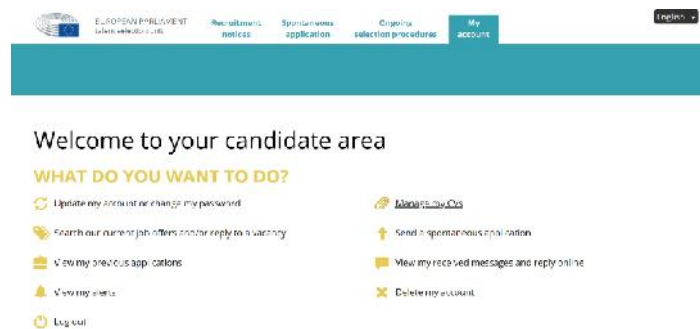 EUROPEAN PARLIAMENT
talent selection unit
Recruitment notices
Spontaneous application
Ongoing selection procedures
My account
English
Welcome to your candidate area
WHAT DO YOU WANT TO DO?
Update my account or change my password
Manage my CVs
Search our current job offers and/or reply to a vacancy
Send a spontaneous application
View my previous applications
View my received messages and reply online
View my alerts
Delete my account
Log out